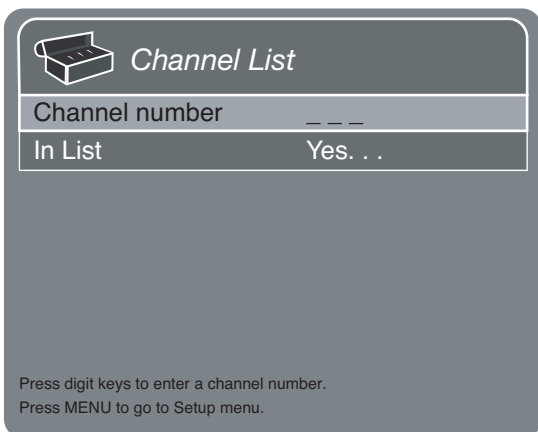 Channel List
Channel number _ _ _
In List Yes. . .
Press digit keys to enter a channel number.
Press MENU to go to Setup menu.